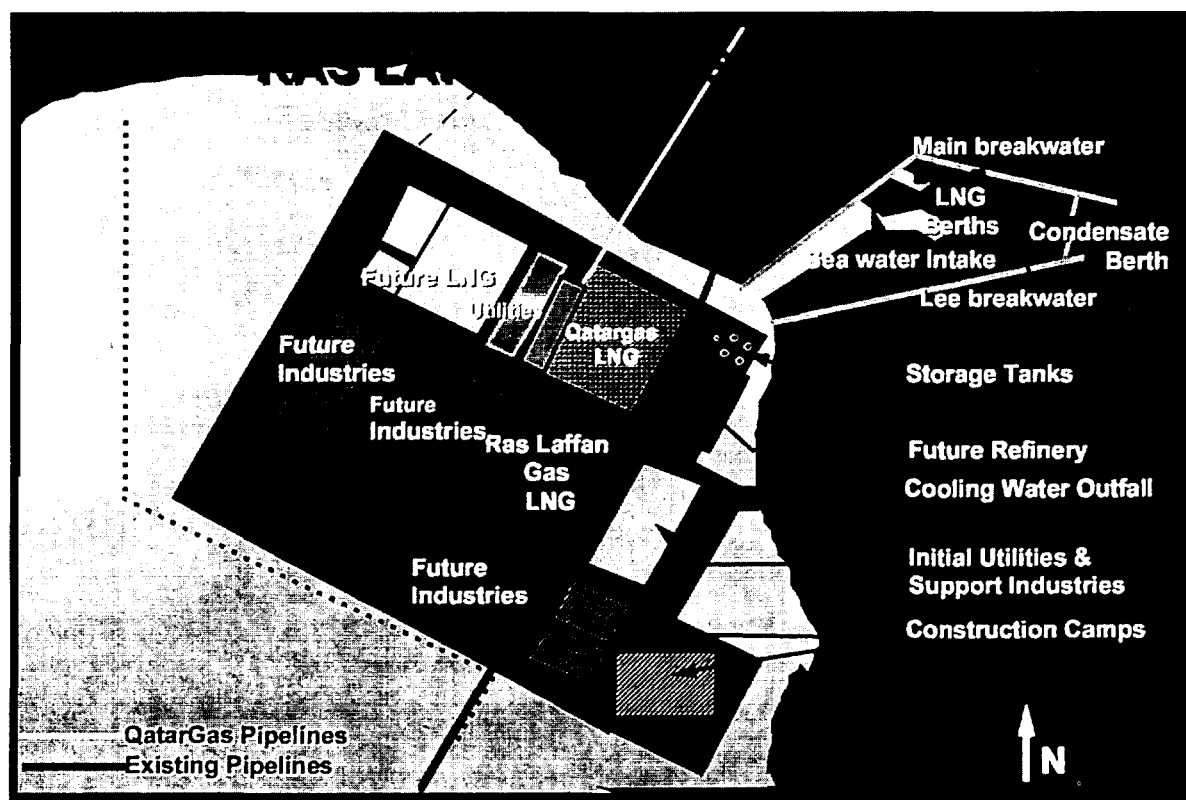 Main breakwater
LNG
Berths
Condensate
Berth
Sea water Intake
Lee breakwater
Future LNG
Utilities
Qatargas
LNG
Future
Industries
Future
Industries
Ras Laffan
Gas
LNG
Storage Tanks
Future Refinery
Cooling Water Outfall
Future
Industries
Initial Utilities &
Support Industries
Construction Camps
QatarGas Pipelines
Existing Pipelines
N